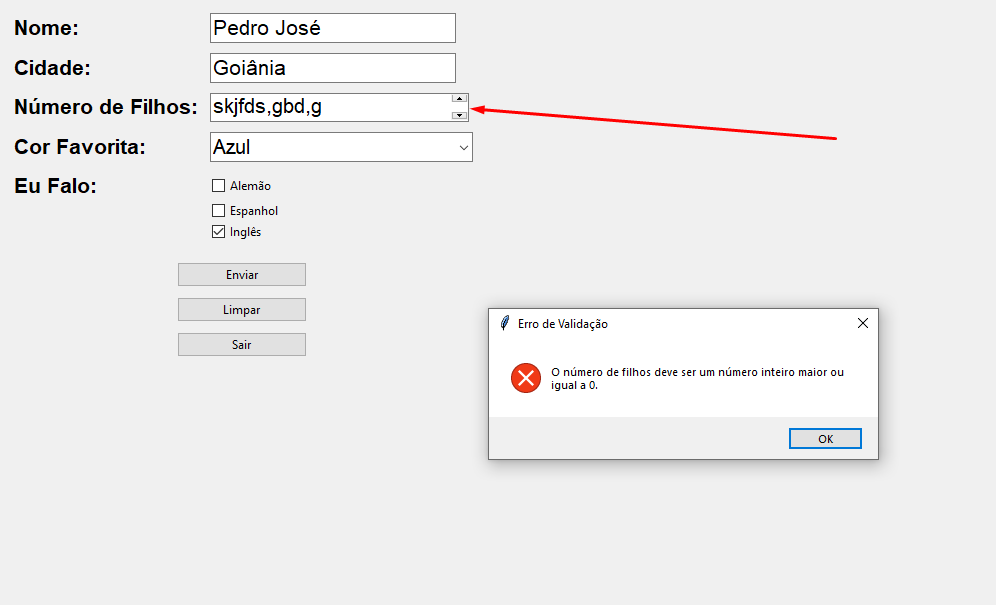 Nome: Pedro José
Cidade: Goiânia
Número de Filhos: skjfds,gbd,g
Cor Favorita: Azul
Eu Falo: Alemão
Espanhol
Inglês
Enviar
Limpar
Sair
Erro de Validação
O número de filhos deve ser um número inteiro maior ou
igual a 0.
OK